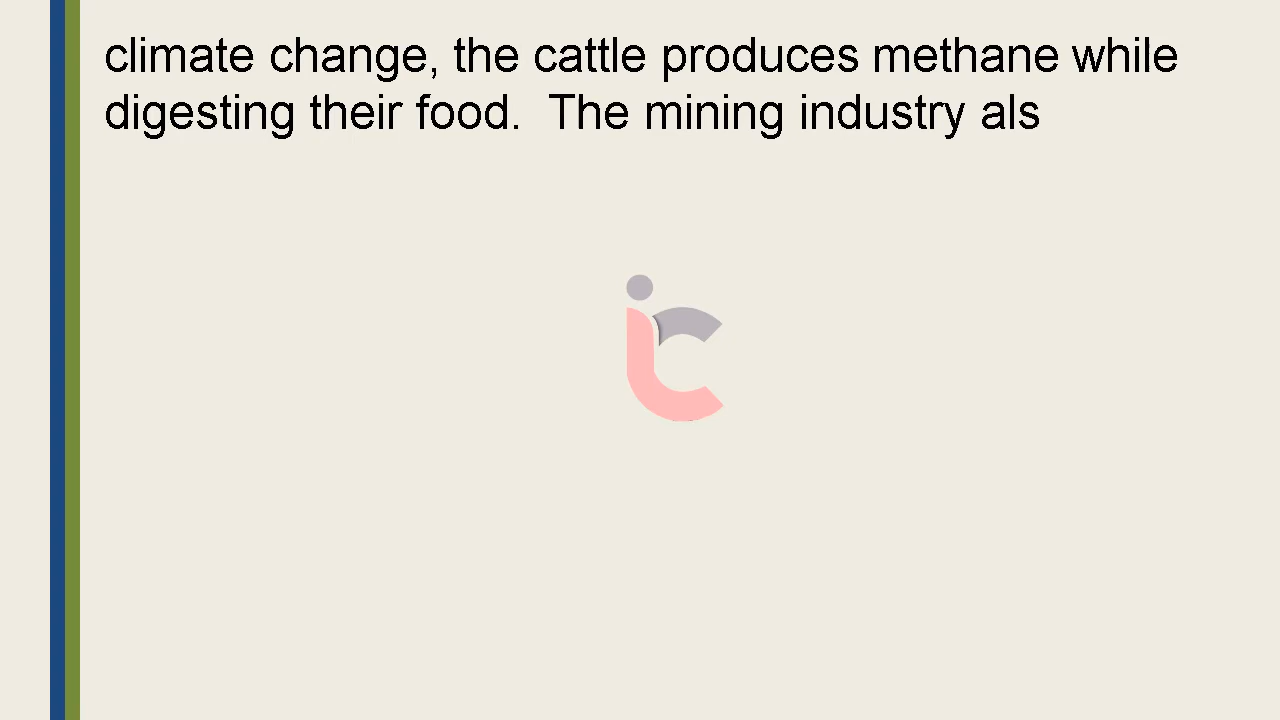 climate change, the cattle produces methane while
digesting their food.  The mining industry als